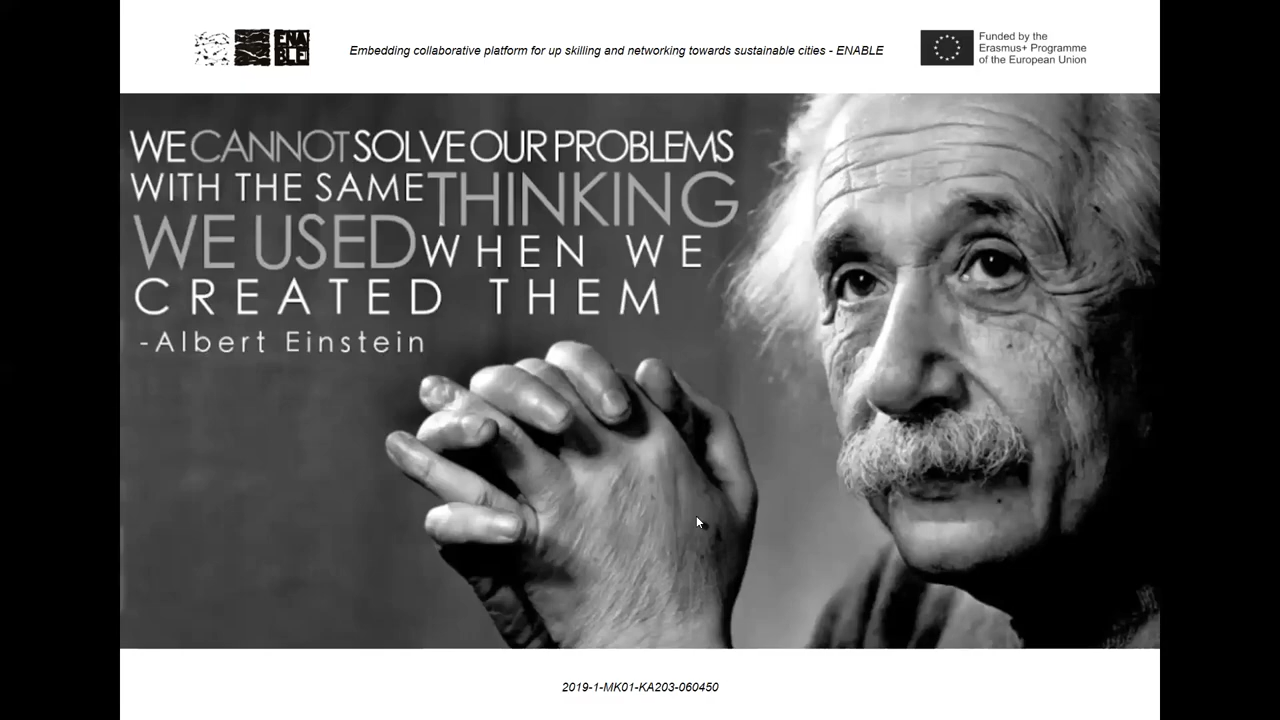 ENA
BLE
Embedding collaborative platform for up skilling and networking towards sustainable cities - ENABLE
Funded by the
Erasmus+ Programme
of the European Union
WE CANNOT SOLVE OUR PROBLEMS
WITH THE SAME THINKING
WE USED WHEN WE
CREATED THEM
-Albert Einstein
2019-1-MK01-KA203-060450